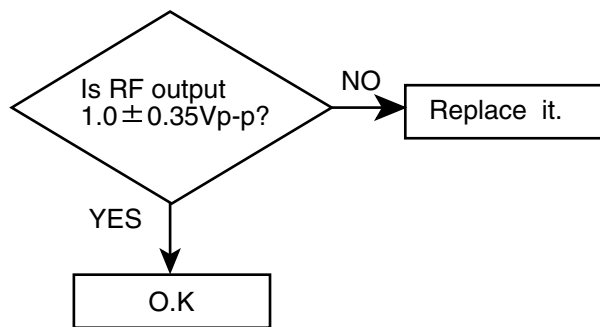 Is RF output
1.0±0.35Vp-p?
NO
Replace it.
YES
O.K